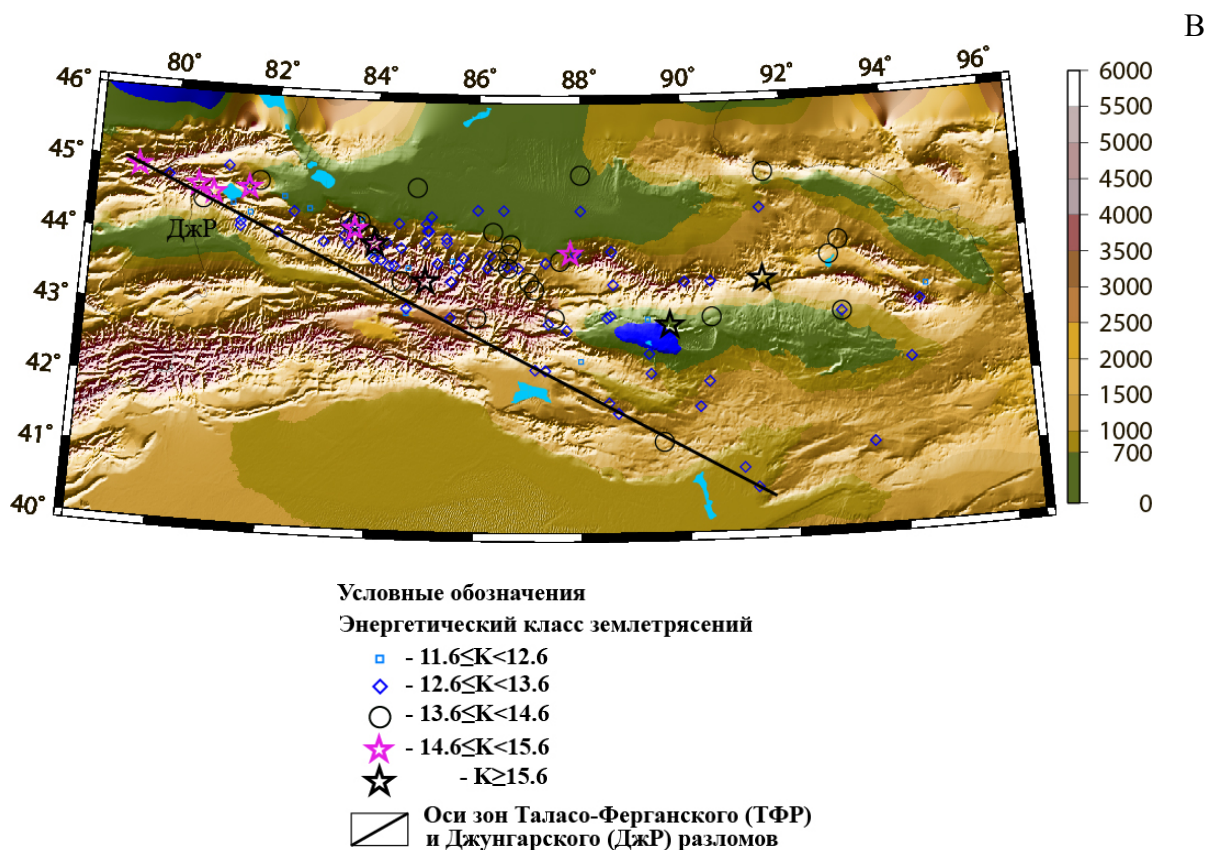 В
80° 82° 84° 86° 88° 90° 92° 94° 96°
46°
45°
44°
43°
42°
41°
40°
ДжР
6000
5500
5000
4500
4000
3500
3000
2500
2000
1500
1000
700
0
Условные обозначения
Энергетический класс землетрясений
- 11.6≤K<12.6
- 12.6≤K<13.6
- 13.6≤K<14.6
- 14.6≤K<15.6
- K≥15.6
Оси зон Таласо-Ферганского (ТФР)
и Джунгарского (ДжР) разломов